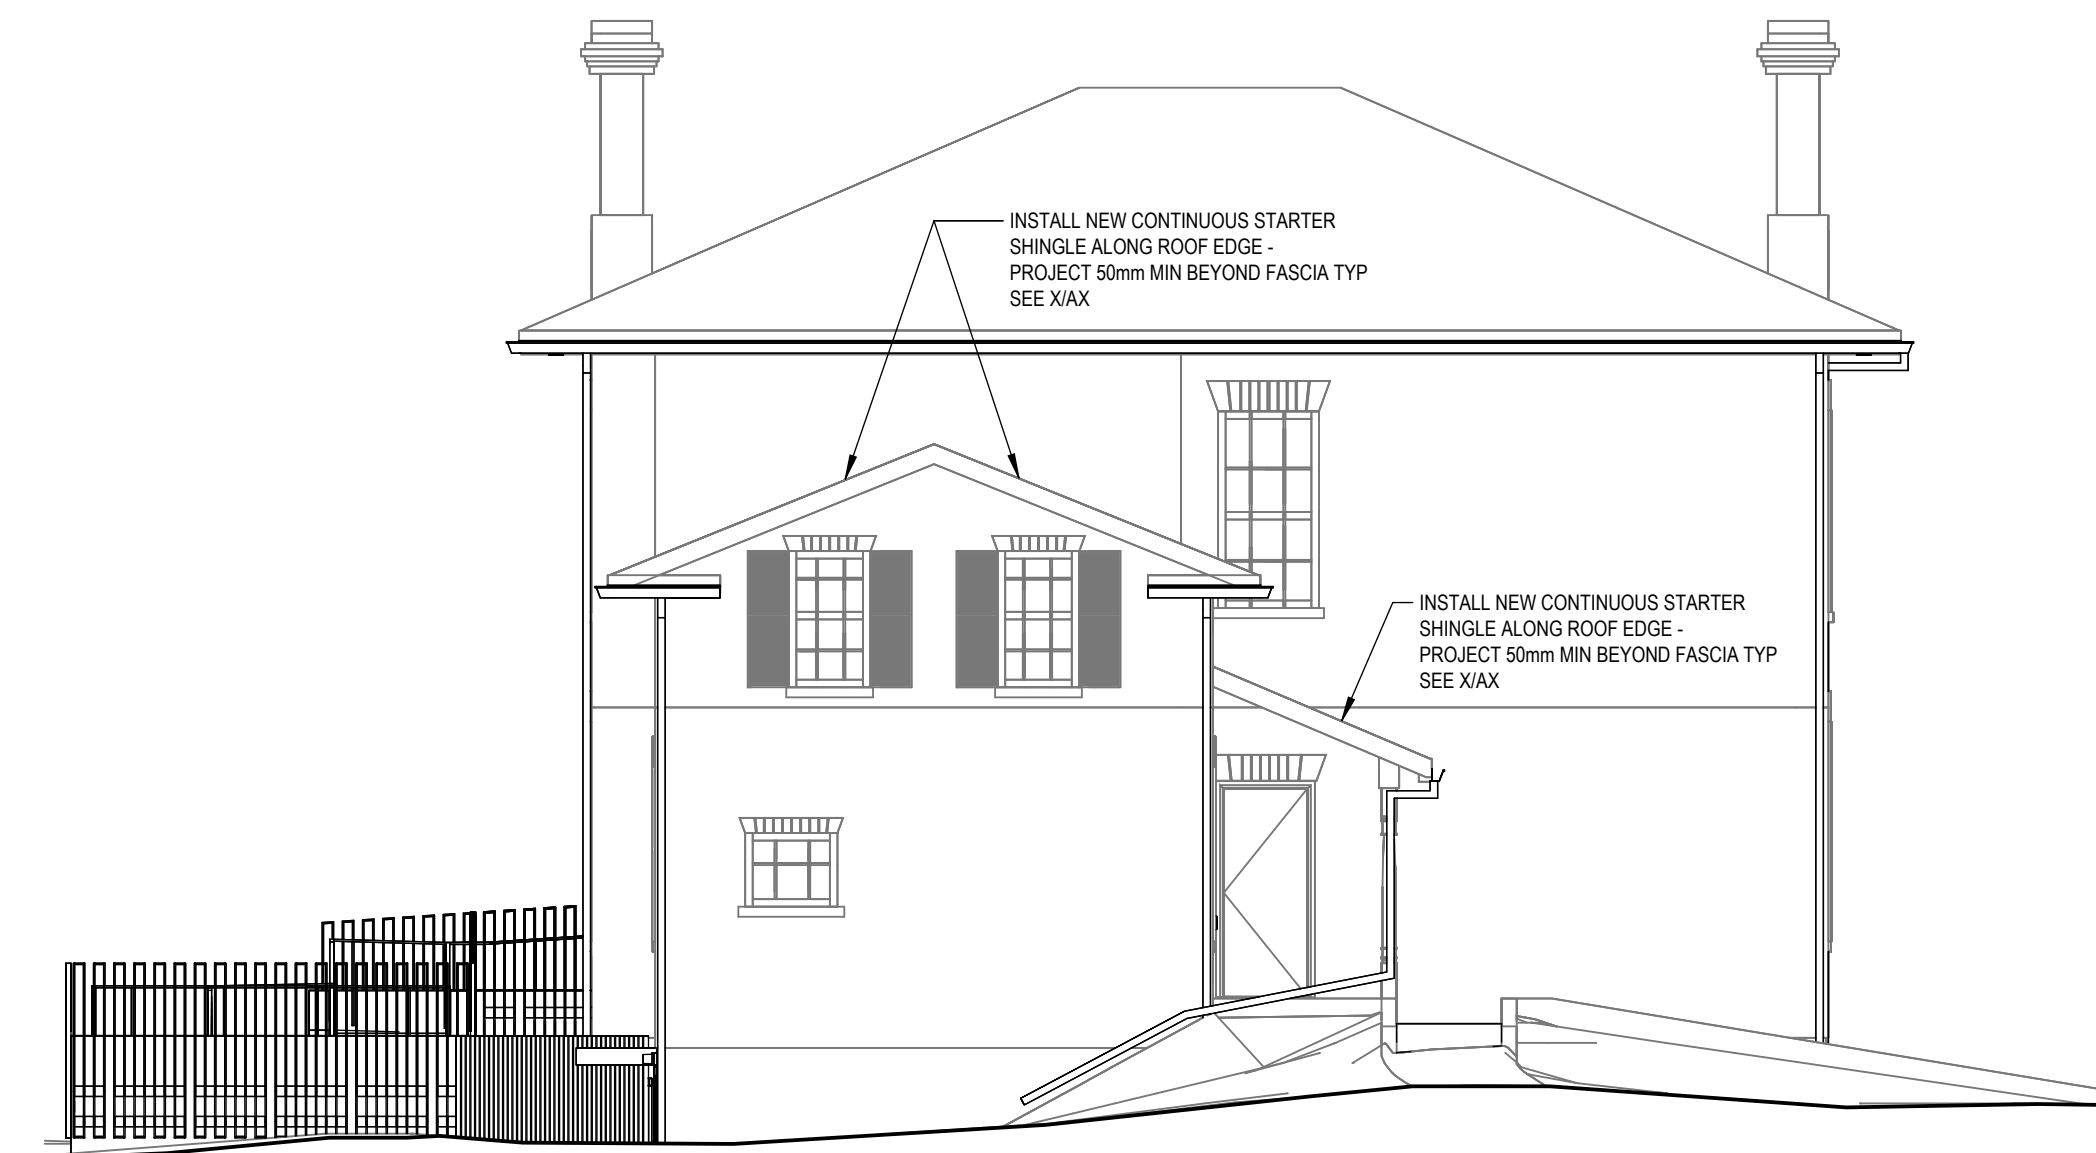 INSTALL NEW CONTINUOUS STARTER
SHINGLE ALONG ROOF EDGE -
PROJECT 50mm MIN BEYOND FASCIA TYP
SEE X/AX
INSTALL NEW CONTINUOUS STARTER
SHINGLE ALONG ROOF EDGE -
PROJECT 50mm MIN BEYOND FASCIA TYP
SEE X/AX